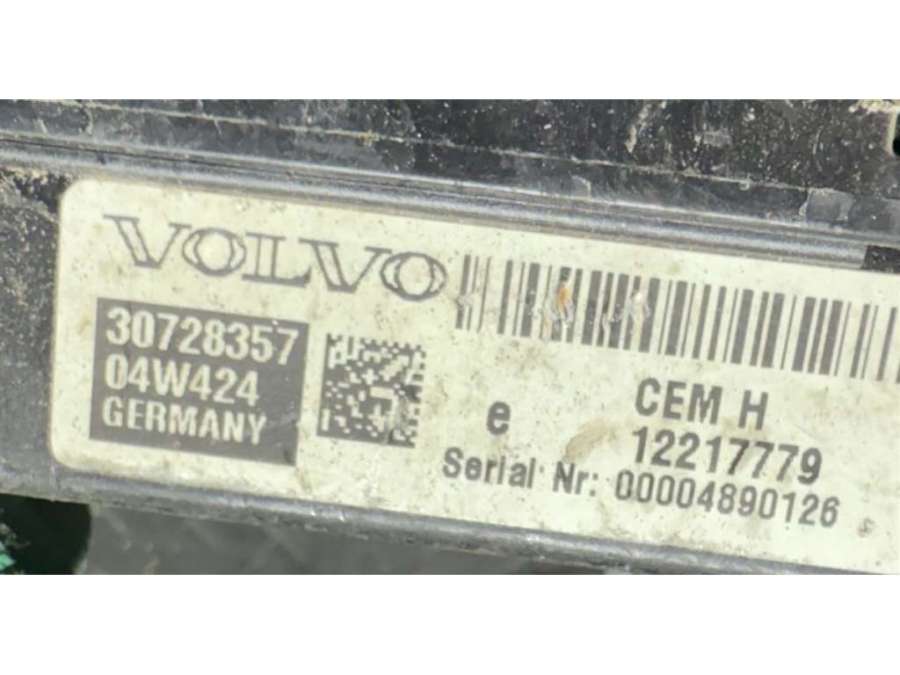 VOLVO
30728357
04W424
GERMANY
e
CEM H
12217779
Serial Nr: 00004890126